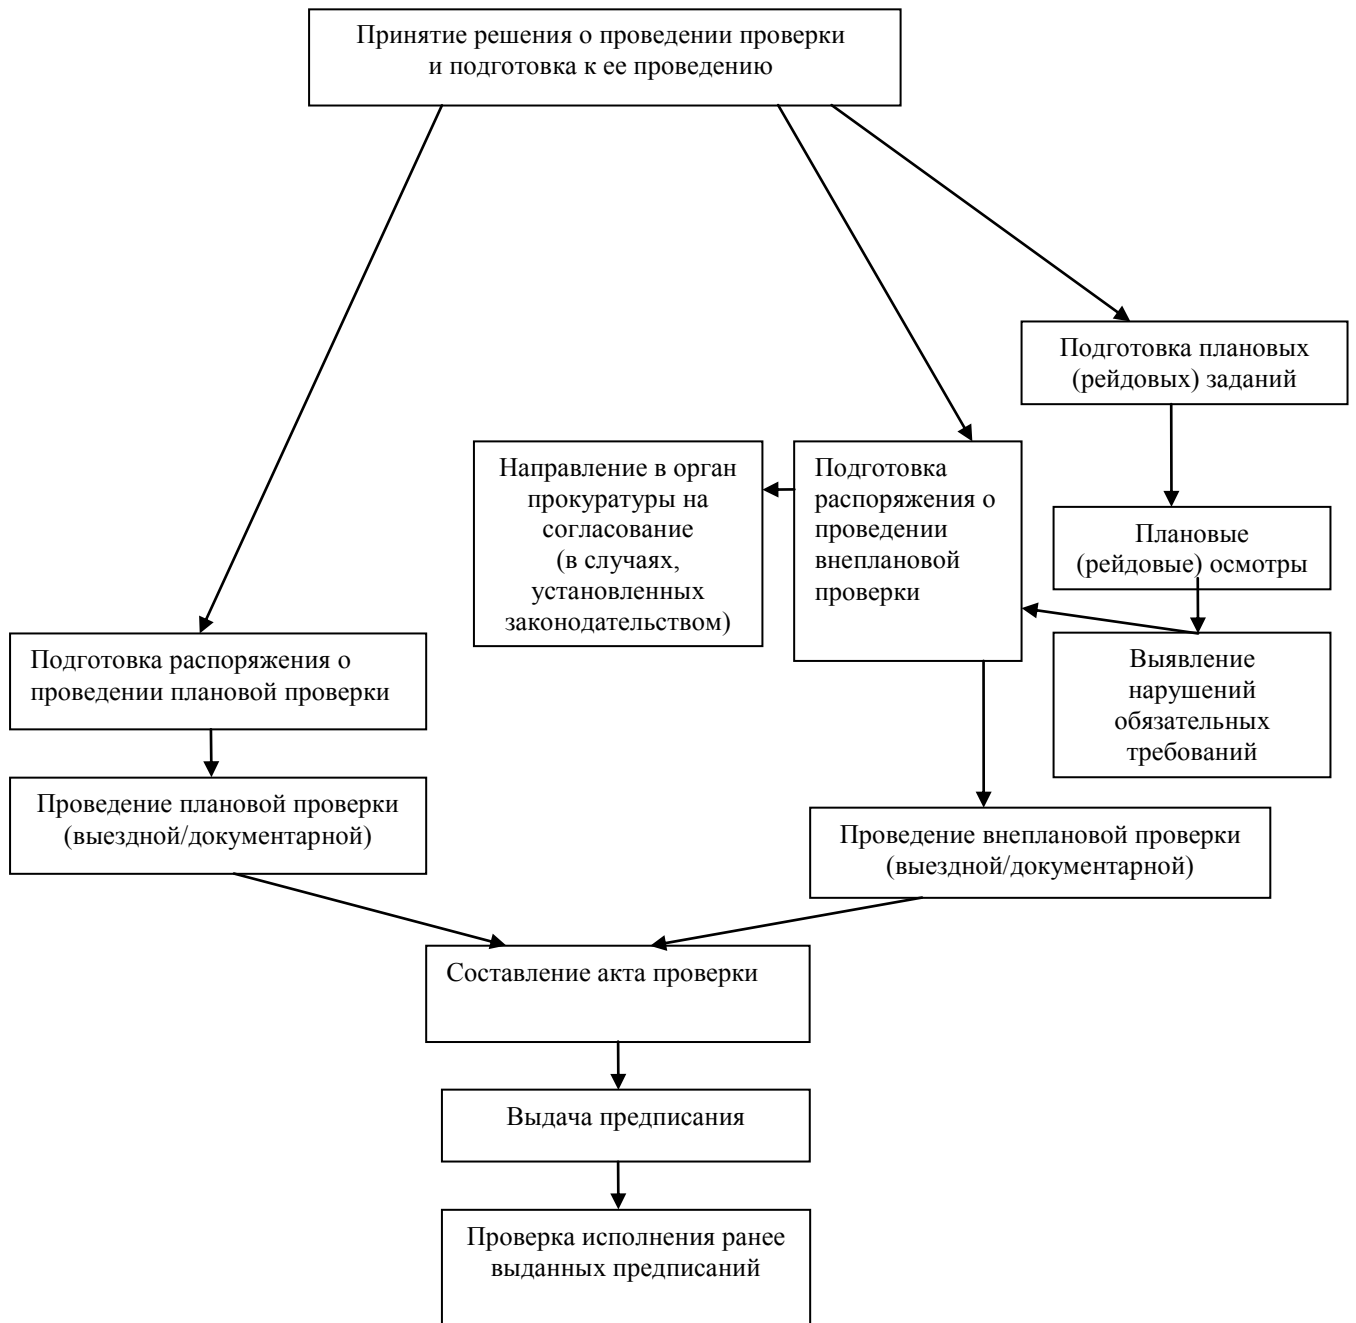 Принятие решения о проведении проверки
и подготовка к ее проведению
Подготовка плановых
(рейдовых) заданий
Направление в орган
прокуратуры на
согласование
(в случаях,
установленных
законодательством)
Подготовка
распоряжения о
проведении
внеплановой
проверки
Плановые
(рейдовые) осмотры
Подготовка распоряжения о
проведении плановой проверки
Выявление
нарушений
обязательных
требований
Проведение плановой проверки
(выездной/документарной)
Проведение внеплановой проверки
(выездной/документарной)
Составление акта проверки
Выдача предписания
Проверка исполнения ранее
выданных предписаний